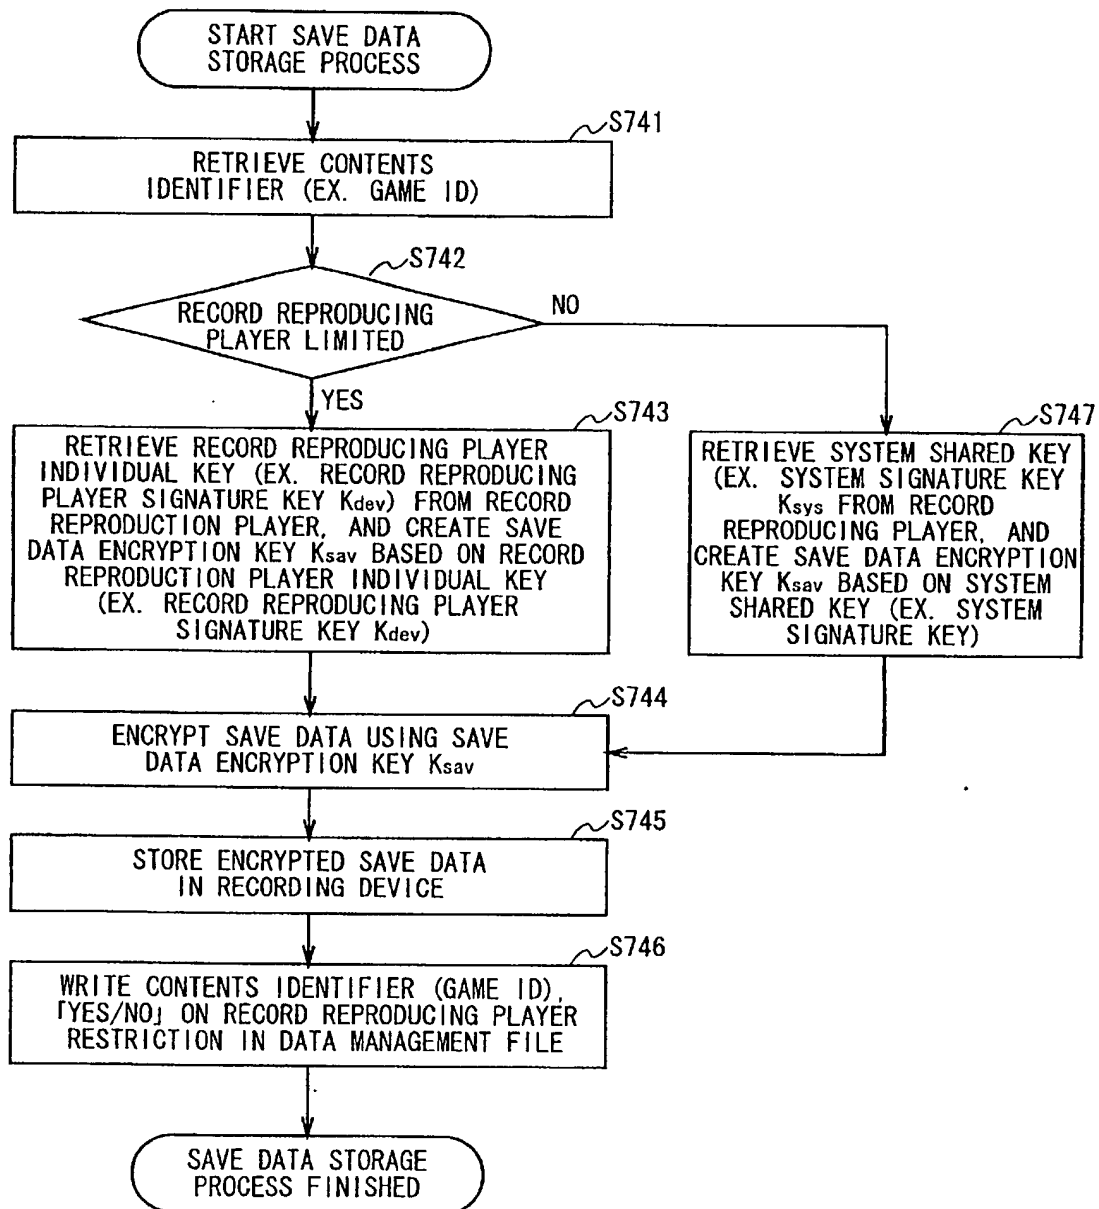 START SAVE DATA
STORAGE PROCESS
S741
RETRIEVE CONTENTS
IDENTIFIER (EX. GAME ID)
S742
RECORD REPRODUCING
PLAYER LIMITED
NO
YES
S743
RETRIEVE RECORD REPRODUCING PLAYER
INDIVIDUAL KEY (EX. RECORD REPRODUCING
PLAYER SIGNATURE KEY Kdev) FROM RECORD
REPRODUCTION PLAYER, AND CREATE SAVE
DATA ENCRYPTION KEY Ksav BASED ON RECORD
REPRODUCTION PLAYER INDIVIDUAL KEY
(EX. RECORD REPRODUCING PLAYER
SIGNATURE KEY Kdev)
S747
RETRIEVE SYSTEM SHARED KEY
(EX. SYSTEM SIGNATURE KEY
Ksys FROM RECORD
REPRODUCING PLAYER, AND
CREATE SAVE DATA ENCRYPTION
KEY Ksav BASED ON SYSTEM
SHARED KEY (EX. SYSTEM
SIGNATURE KEY)
S744
ENCRYPT SAVE DATA USING SAVE
DATA ENCRYPTION KEY Ksav
S745
STORE ENCRYPTED SAVE DATA
IN RECORDING DEVICE
S746
WRITE CONTENTS IDENTIFIER (GAME ID),
「YES/NO」 ON RECORD REPRODUCING PLAYER
RESTRICTION IN DATA MANAGEMENT FILE
SAVE DATA STORAGE
PROCESS FINISHED